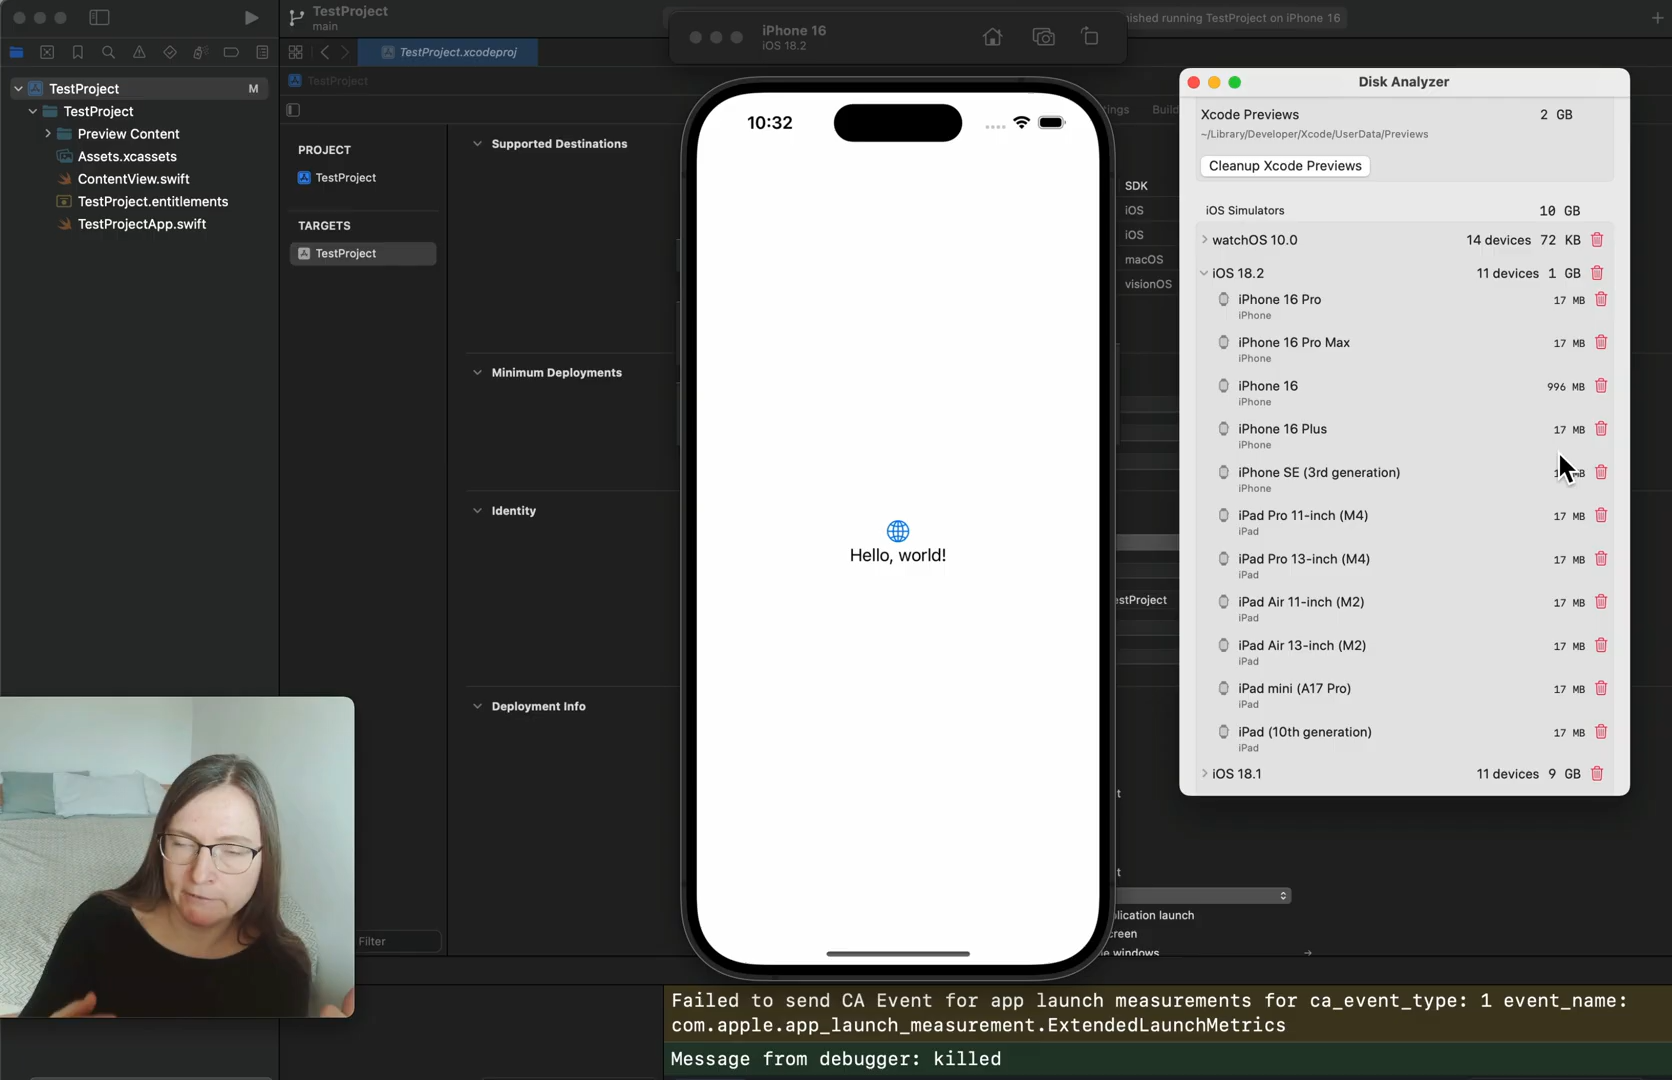 TestProject
main
TestProject.xcodeproj
TestProject
TestProject
M
TestProject
Preview Content
Assets.xcassets
ContentView.swift
TestProject.entitlements
TestProjectApp.swift
PROJECT
TestProject
TARGETS
TestProject
Filter
Supported Destinations
Minimum Deployments
Identity
Deployment Info
iPhone 16
iOS 18.2
running TestProject on iPhone 16
10:32
Hello, world!
Build
SDK
iOS
iOS
macOS
visionOS
windows
Disk Analyzer
Xcode Previews
2 GB
~/Library/Developer/Xcode/UserData/Previews
Cleanup Xcode Previews
iOS Simulators
10 GB
watchOS 10.0
14 devices 72 KB
iOS 18.2
11 devices 1 GB
iPhone 16 Pro
17 MB
iPhone
iPhone 16 Pro Max
17 MB
iPhone
iPhone 16
996 MB
iPhone
iPhone 16 Plus
17 MB
iPhone
iPhone SE (3rd generation)
iPhone
iPad Pro 11-inch (M4)
17 MB
iPad
iPad Pro 13-inch (M4)
17 MB
iPad
iPad Air 11-inch (M2)
17 MB
iPad
iPad Air 13-inch (M2)
17 MB
iPad
iPad mini (A17 Pro)
17 MB
iPad
iPad (10th generation)
17 MB
iPad
iOS 18.1
11 devices 9 GB
launch
Failed to send CA Event for app launch measurements for ca_event_type: 1 event_name:
com.apple.app_launch_measurement.ExtendedLaunchMetrics
Message from debugger: killed